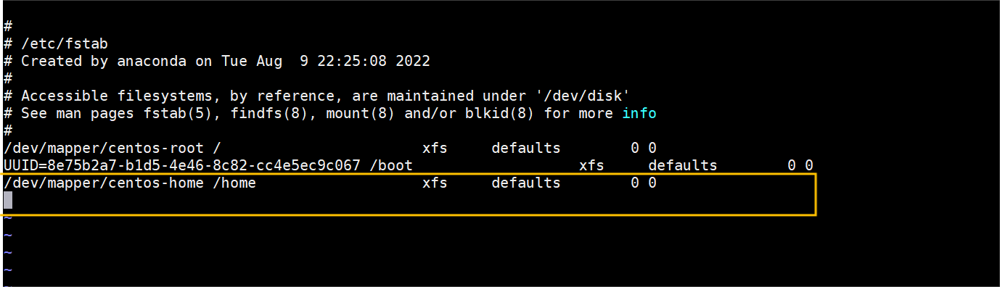 #
# /etc/fstab
# Created by anaconda on Tue Aug  9 22:25:08 2022
#
# Accessible filesystems, by reference, are maintained under '/dev/disk'
# See man pages fstab(5), findfs(8), mount(8) and/or blkid(8) for more info
#
/dev/mapper/centos-root /                       xfs     defaults        0 0
UUID=8e75b2a7-b1d5-4e46-8c82-cc4e5ec9c067 /boot                   xfs     defaults        0 0
/dev/mapper/centos-home /home                   xfs     defaults        0 0
~
~
~
~
~